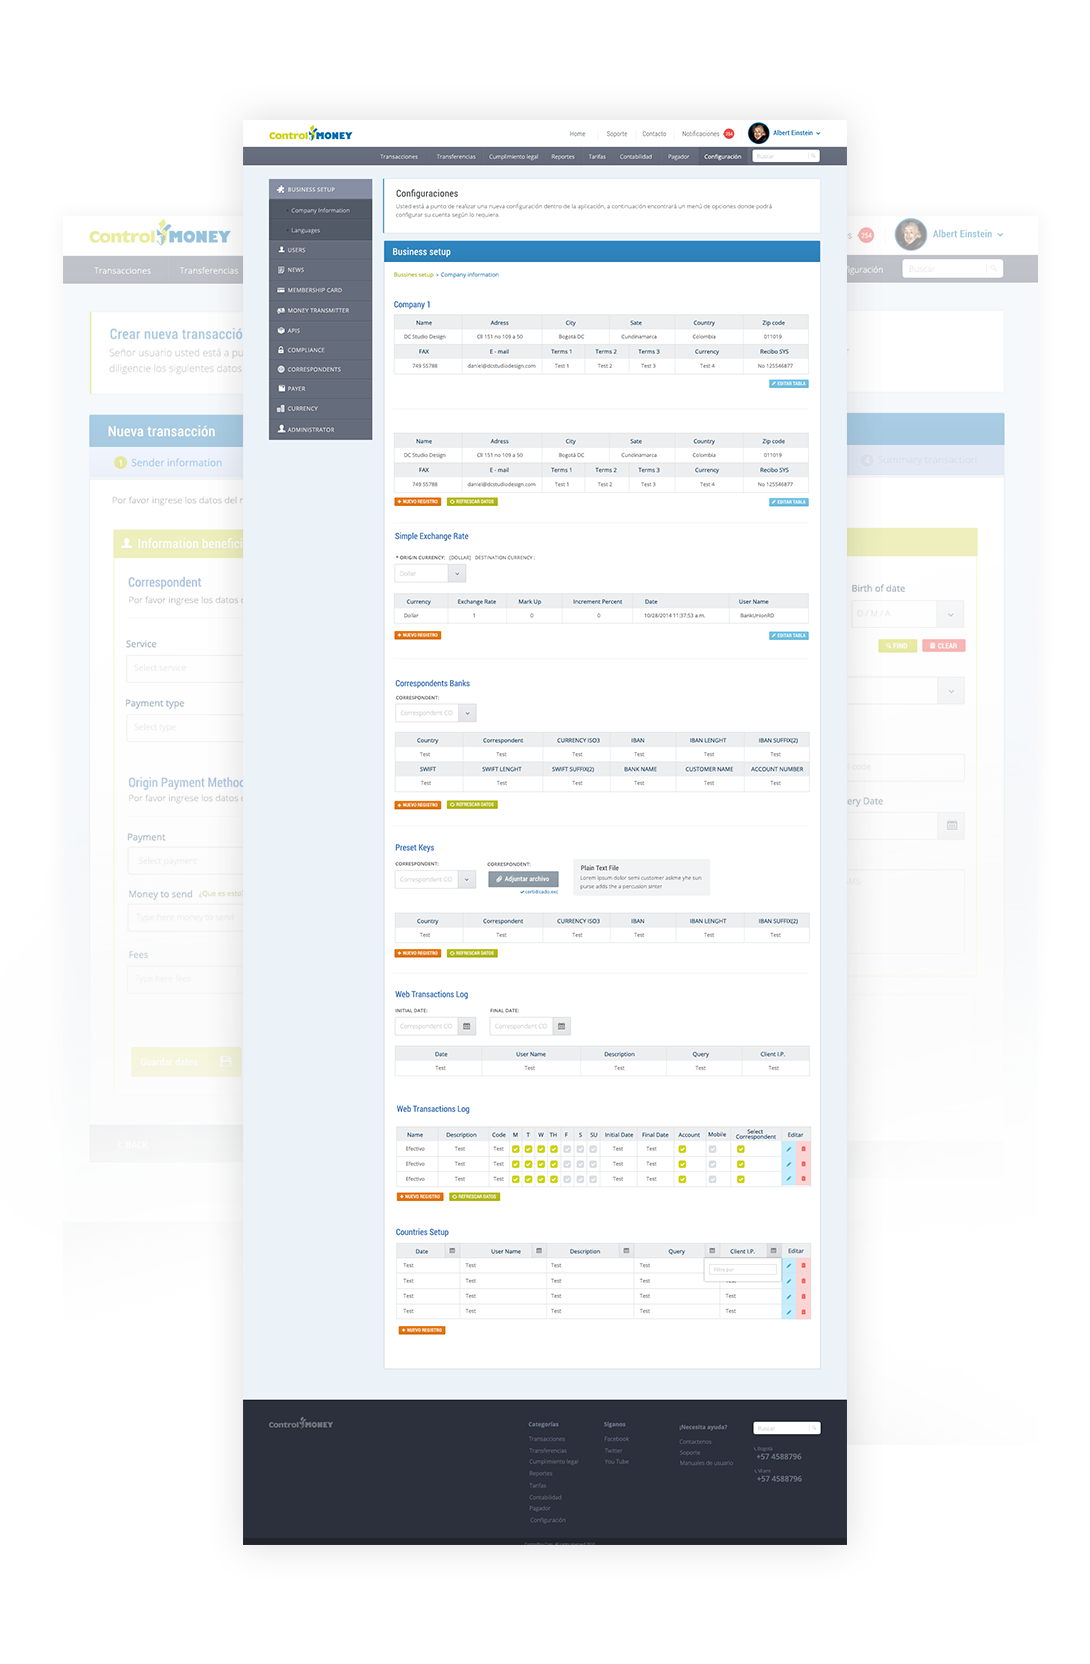 Control MONEY
Home Soporte Contacto Notificaciones 254 Albert Einstein
Transacciones Transferencias Cumplimiento legal Reportes Tarifas Contabilidad Pagador Configuración Buscar
BUSINESS SETUP
Company Information
Languages
USERS
NEWS
MEMBERSHIP CARD
MONEY TRANSMITTER
APIS
COMPLIANCE
CORRESPONDENTS
PAYER
CURRENCY
ADMINISTRATOR
Configuraciones
Usted está a punto de realizar una nueva configuración dentro de la aplicación, a continuación encontrará un menú de opciones donde podrá
configurar su cuenta según lo requiera.
Business setup
Bussines setup > Company information
Company 1
Name Adress City Sate Country Zip code
DC Studio Design Cll 151 no 109 a 50 Bogotá DC Cundinamarca Colombia 011019
FAX E - mail Terms 1 Terms 2 Terms 3 Currency Recibo SYS
749 55788 daniel@dcstudiodesign.com Test 1 Test 2 Test 3 Test 4 No 125546877
EDITAR TABLA
Name Adress City Sate Country Zip code
DC Studio Design Cll 151 no 109 a 50 Bogotá DC Cundinamarca Colombia 011019
FAX E - mail Terms 1 Terms 2 Terms 3 Currency Recibo SYS
749 55788 daniel@dcstudiodesign.com Test 1 Test 2 Test 3 Test 4 No 125546877
NUEVO REGISTRO REFRESCAR DATOS EDITAR TABLA
Simple Exchange Rate
* ORIGIN CURRENCY: [DOLLAR] DESTINATION CURRENCY:
Dollar
Currency Exchange Rate Mark Up Increment Percent Date User Name
Dollar 1 0 0 10/28/2014 11:37:53 a.m. BankUnionRD
NUEVO REGISTRO EDITAR TABLA
Correspondents Banks
CORRESPONDENT:
Correspondent CO
Country Correspondent CURRENCY ISO3 IBAN IBAN LENGHT IBAN SUFFIX(2)
Test Test Test Test Test Test
SWIFT SWIFT LENGHT SWIFT SUFFIX(2) BANK NAME CUSTOMER NAME ACCOUNT NUMBER
Test Test Test Test Test Test
NUEVO REGISTRO REFRESCAR DATOS
Preset Keys
CORRESPONDENT: CORRESPONDENT:
Correspondent CO Adjuntar archivo
certificado.exc
Plain Text File
Lorem ipsum dolor semi customer askme yhe sun
purse adds the a percusion sinter
Country Correspondent CURRENCY ISO3 IBAN IBAN LENGHT IBAN SUFFIX(2)
Test Test Test Test Test Test
NUEVO REGISTRO REFRESCAR DATOS
Web Transactions Log
INITIAL DATE: FINAL DATE:
Correspondent CO Correspondent CO
Date User Name Description Query Client I.P.
Test Test Test Test Test
Web Transactions Log
Name Description Code M T W TH F S SU Initial Date Final Date Account Mobile Select Correspondent Editar
Efectivo Test Test Test Test
Efectivo Test Test Test Test
Efectivo Test Test Test Test
NUEVO REGISTRO REFRESCAR DATOS
Countries Setup
Date User Name Description Query Client I.P. Editar
Test Test Test Test
Filtro por
Test Test Test Test Test
Test Test Test Test Test
Test Test Test Test Test
NUEVO REGISTRO
Control MONEY
Categorías
Transacciones
Transferencias
Cumplimiento legal
Reportes
Tarifas
Contabilidad
Pagador
Configuración
Síganos
Facebook
Twitter
You Tube
¿Necesita ayuda?
Contactenos
Soporte
Manuales de usuario
Buscar
Bogotá
+57 4588796
Miami
+57 4588796
Control MONEY
Transacciones Transferencias
Crear nueva transacció
Señor usuario usted está a pu
diligencie los siguientes datos
Nueva transacción
1 Sender information
Por favor ingrese los datos del r
Information benefici
Correspondent
Por favor ingrese los datos
Service
Select service
Payment type
Select type
Origin Payment Method
Por favor ingrese los datos
Payment
Select payment
Money to send ¿Que es esto?
Type here money to send
Fees
Type here fees
Guardar datos
BACK
s 254 Albert Einstein
figuración Buscar
Summary transaction
Birth of date
D / M / A
FIND CLEAR
code
ery Date